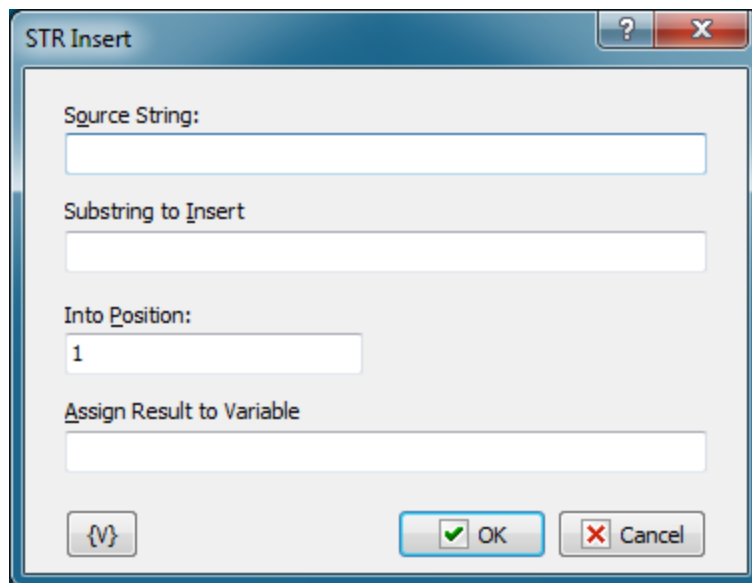 STR Insert
?
Source String:
Substring to Insert
Into Position:
1
Assign Result to Variable
{V}
OK
Cancel